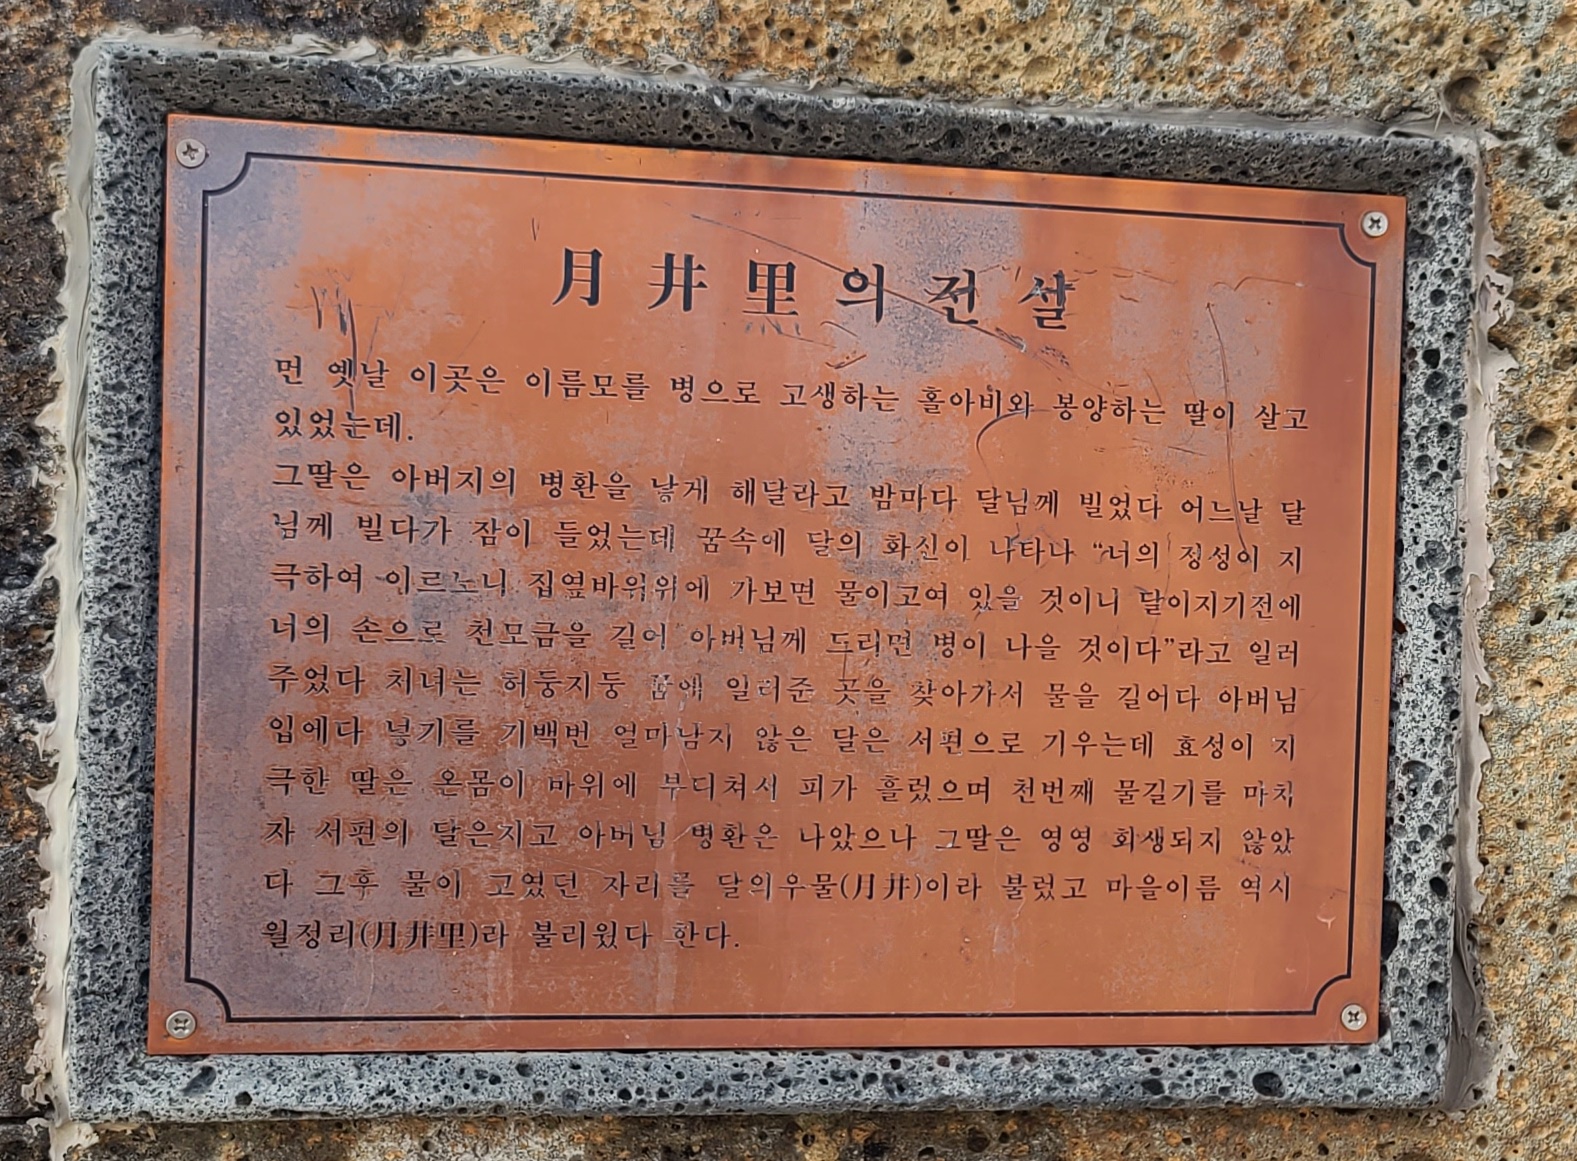 月井里의 전설
먼 옛날 이곳은 이름모를 병으로 고생하는 홀아비와 봉양하는 딸이 살고
있었는데.
그딸은 아버지의 병환을 낳게 해달라고 밤마다 달님께 빌었다 어느날 달
님께 빌다가 잠이 들었는데 꿈속에 달의 화신이 나타나 “너의 정성이 지
극하여 이르노니 집옆바위위에 가보면 물이고여 있을 것이니 달이지기전에
너의 손으로 천모금을 길어 아버님께 드리면 병이 나을 것이다”라고 일러
주었다 처녀는 허둥지둥 꿈에 일러준 곳을 찾아가서 물을 길어다 아버님
입에다 넣기를 기백번 얼마남지 않은 달은 서편으로 기우는데 효성이 지
극한 딸은 온몸이 바위에 부디쳐서 피가 흘렀으며 천번째 물길기를 마치
자 서편의 달은지고 아버님 병환은 나았으나 그딸은 영영 회생되지 않았
다 그후 물이 고였던 자리를 달의우물(月井)이라 불렀고 마을이름 역시
월정리(月井里)라 불리웠다 한다.